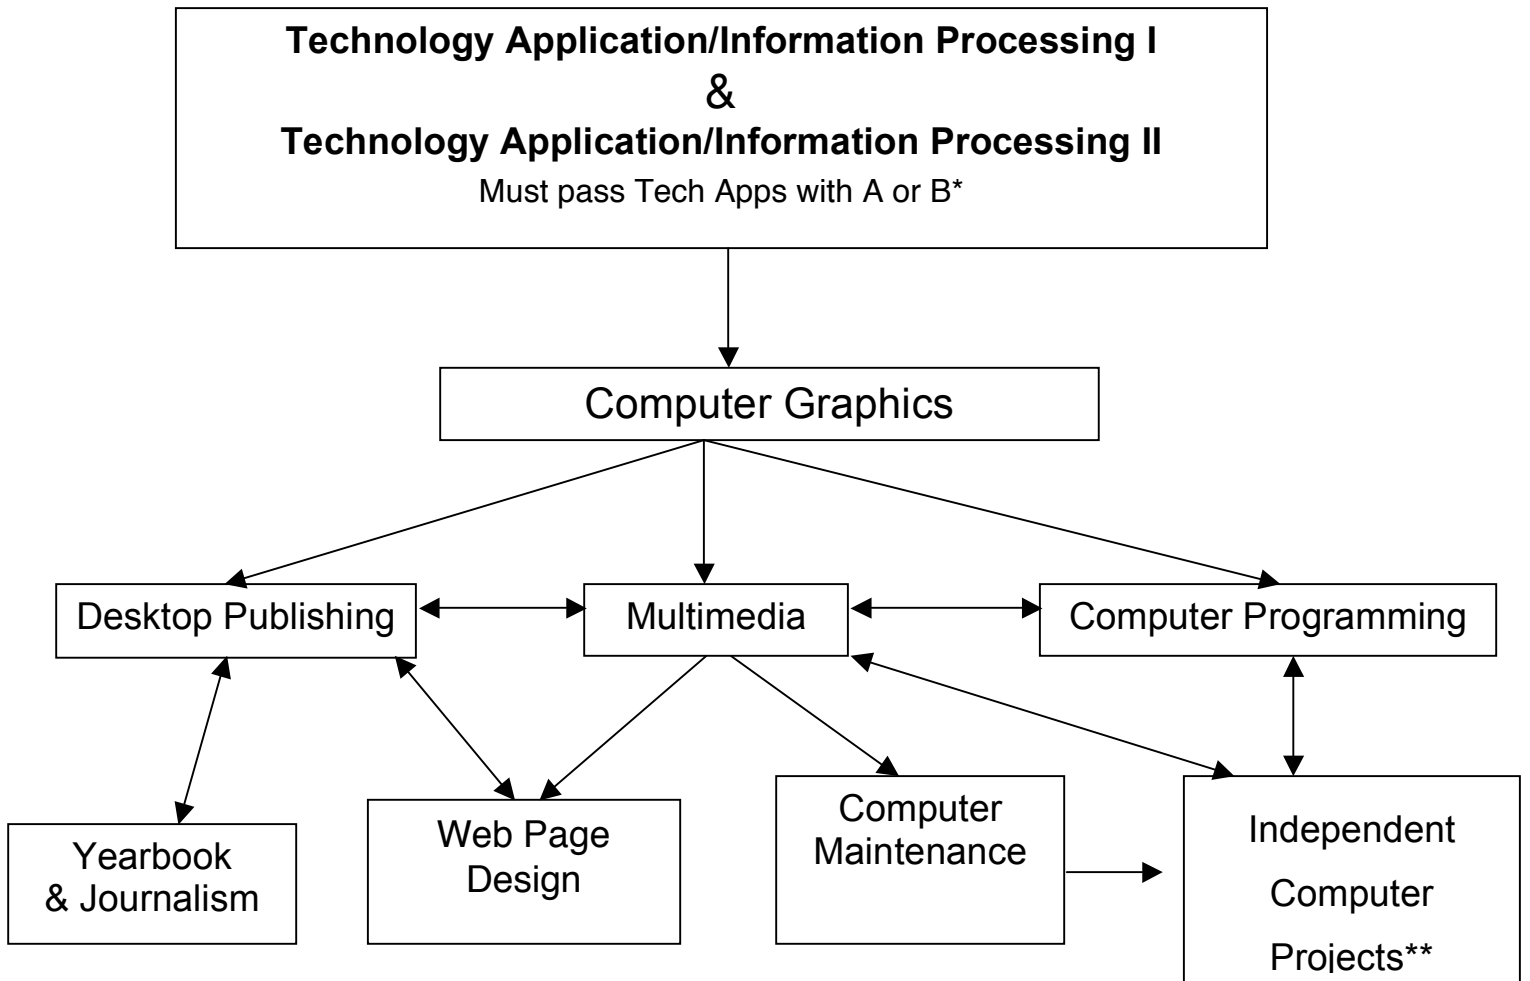 Technology Application/Information Processing I
&
Technology Application/Information Processing II
Must pass Tech Apps with A or B*
Computer Graphics
Desktop Publishing
Multimedia
Computer Programming
Yearbook
& Journalism
Web Page
Design
Computer
Maintenance
Independent
Computer
Projects**